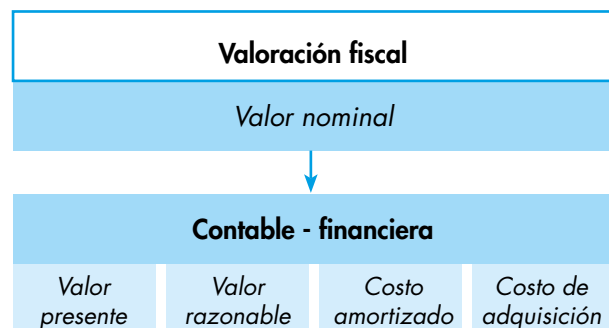 Valoración fiscal
Valor nominal
Contable - financiera
Valor
presente
Valor
razonable
Costo
amortizado
Costo de
adquisición